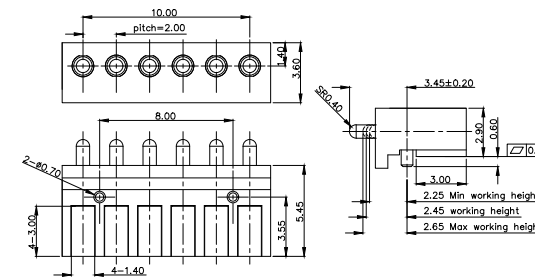 10.00
pitch=2.00
1.40
3.60
8.00
2-ø0.70
4-3.00
3.55
5.45
4-1.40
SR0.40
3.45±0.20
2.90
0.60
0.
3.00
2.25 Min working heigh
2.45 working height
2.65 Max working heigh